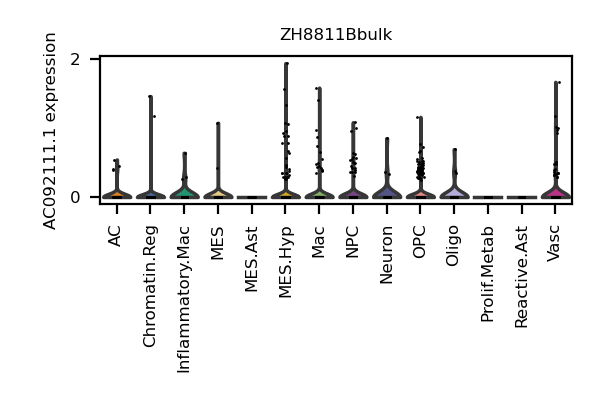 ZH8811Bbulk
AC092111.1 expression
2
0
AC
Chromatin.Reg
Inflammatory.Mac
MES
MES.Ast
MES.Hyp
Mac
NPC
Neuron
OPC
Oligo
Prolif.Metab
Reactive.Ast
Vasc